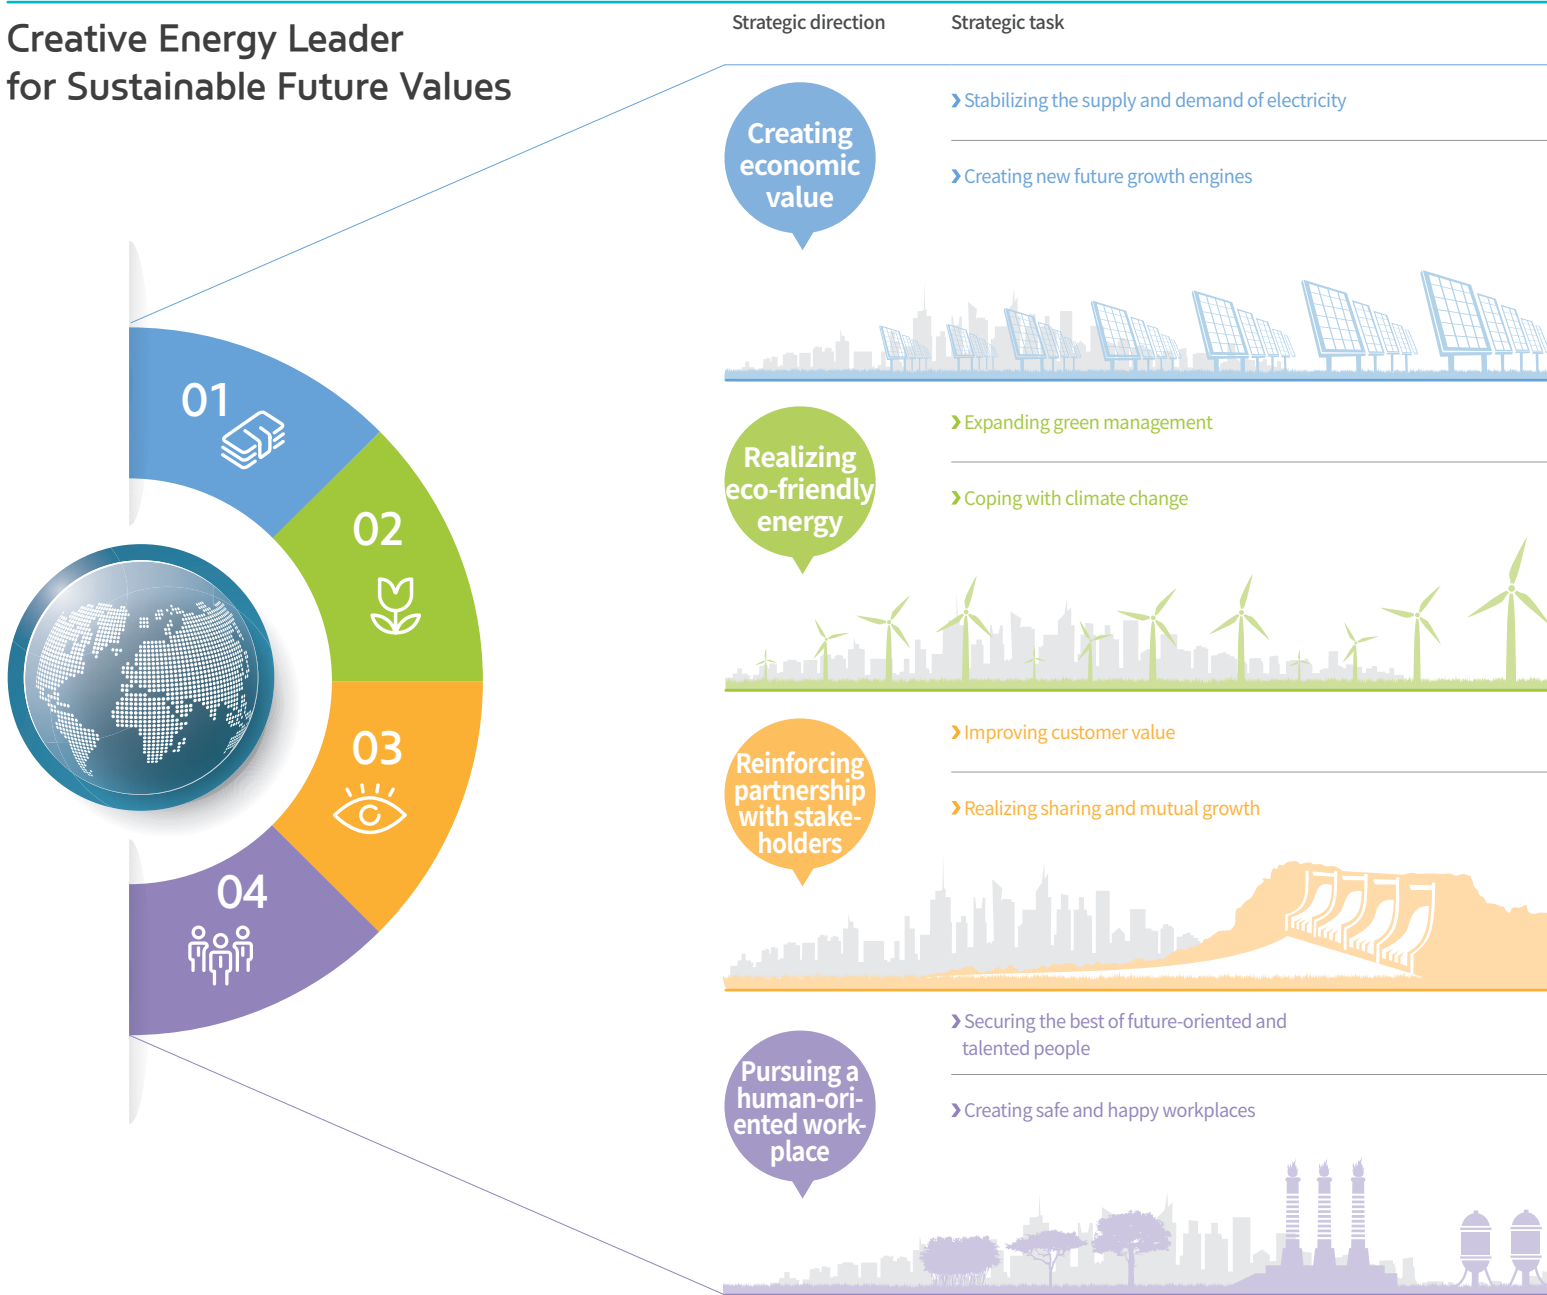 Creative Energy Leader
for Sustainable Future Values
Strategic direction
Strategic task
Creating
economic
value
❯ Stabilizing the supply and demand of electricity
❯ Creating new future growth engines
Realizing
eco-friendly
energy
❯ Expanding green management
❯ Coping with climate change
Reinforcing
partnership
with stake-
holders
❯ Improving customer value
❯ Realizing sharing and mutual growth
Pursuing a
human-ori-
ented work-
place
❯ Securing the best of future-oriented and
talented people
❯ Creating safe and happy workplaces
01
02
03
04